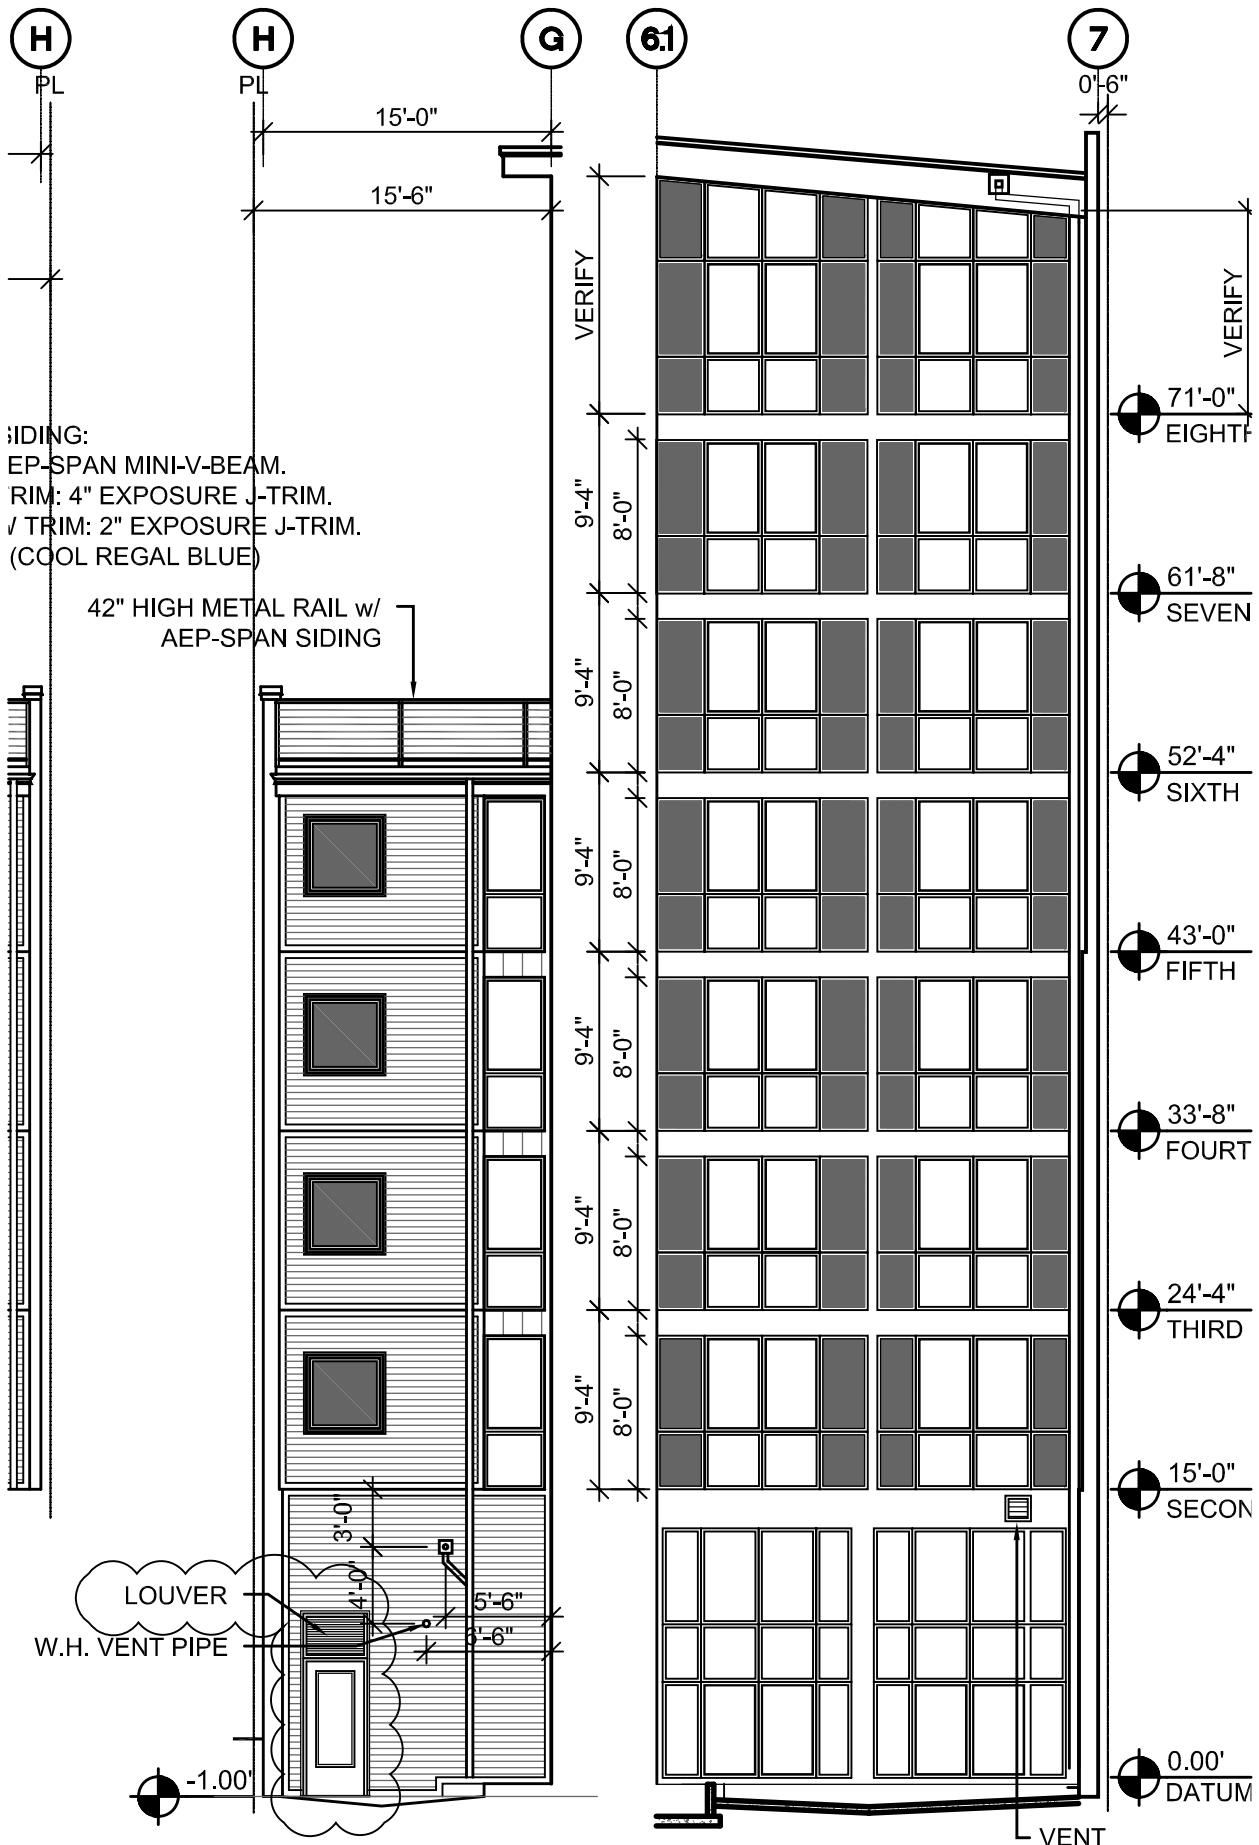 H
H
G
6.1
7
PL
PL
0'-6"
15'-0"
15'-6"
VERIFY
VERIFY
71'-0"
EIGHTH
SIDING:
EP-SPAN MINI-V-BEAM.
TRIM: 4" EXPOSURE J-TRIM.
W TRIM: 2" EXPOSURE J-TRIM.
(COOL REGAL BLUE)
9'-4"
8'-0"
61'-8"
SEVEN
42" HIGH METAL RAIL w/
AEP-SPAN SIDING
9'-4"
8'-0"
52'-4"
SIXTH
9'-4"
8'-0"
43'-0"
FIFTH
9'-4"
8'-0"
33'-8"
FOURT
9'-4"
8'-0"
24'-4"
THIRD
9'-4"
8'-0"
15'-0"
SECON
3'-0"
4'-0"
LOUVER
5'-6"
W.H. VENT PIPE
6'-6"
-1.00'
0.00'
DATUM
VENT